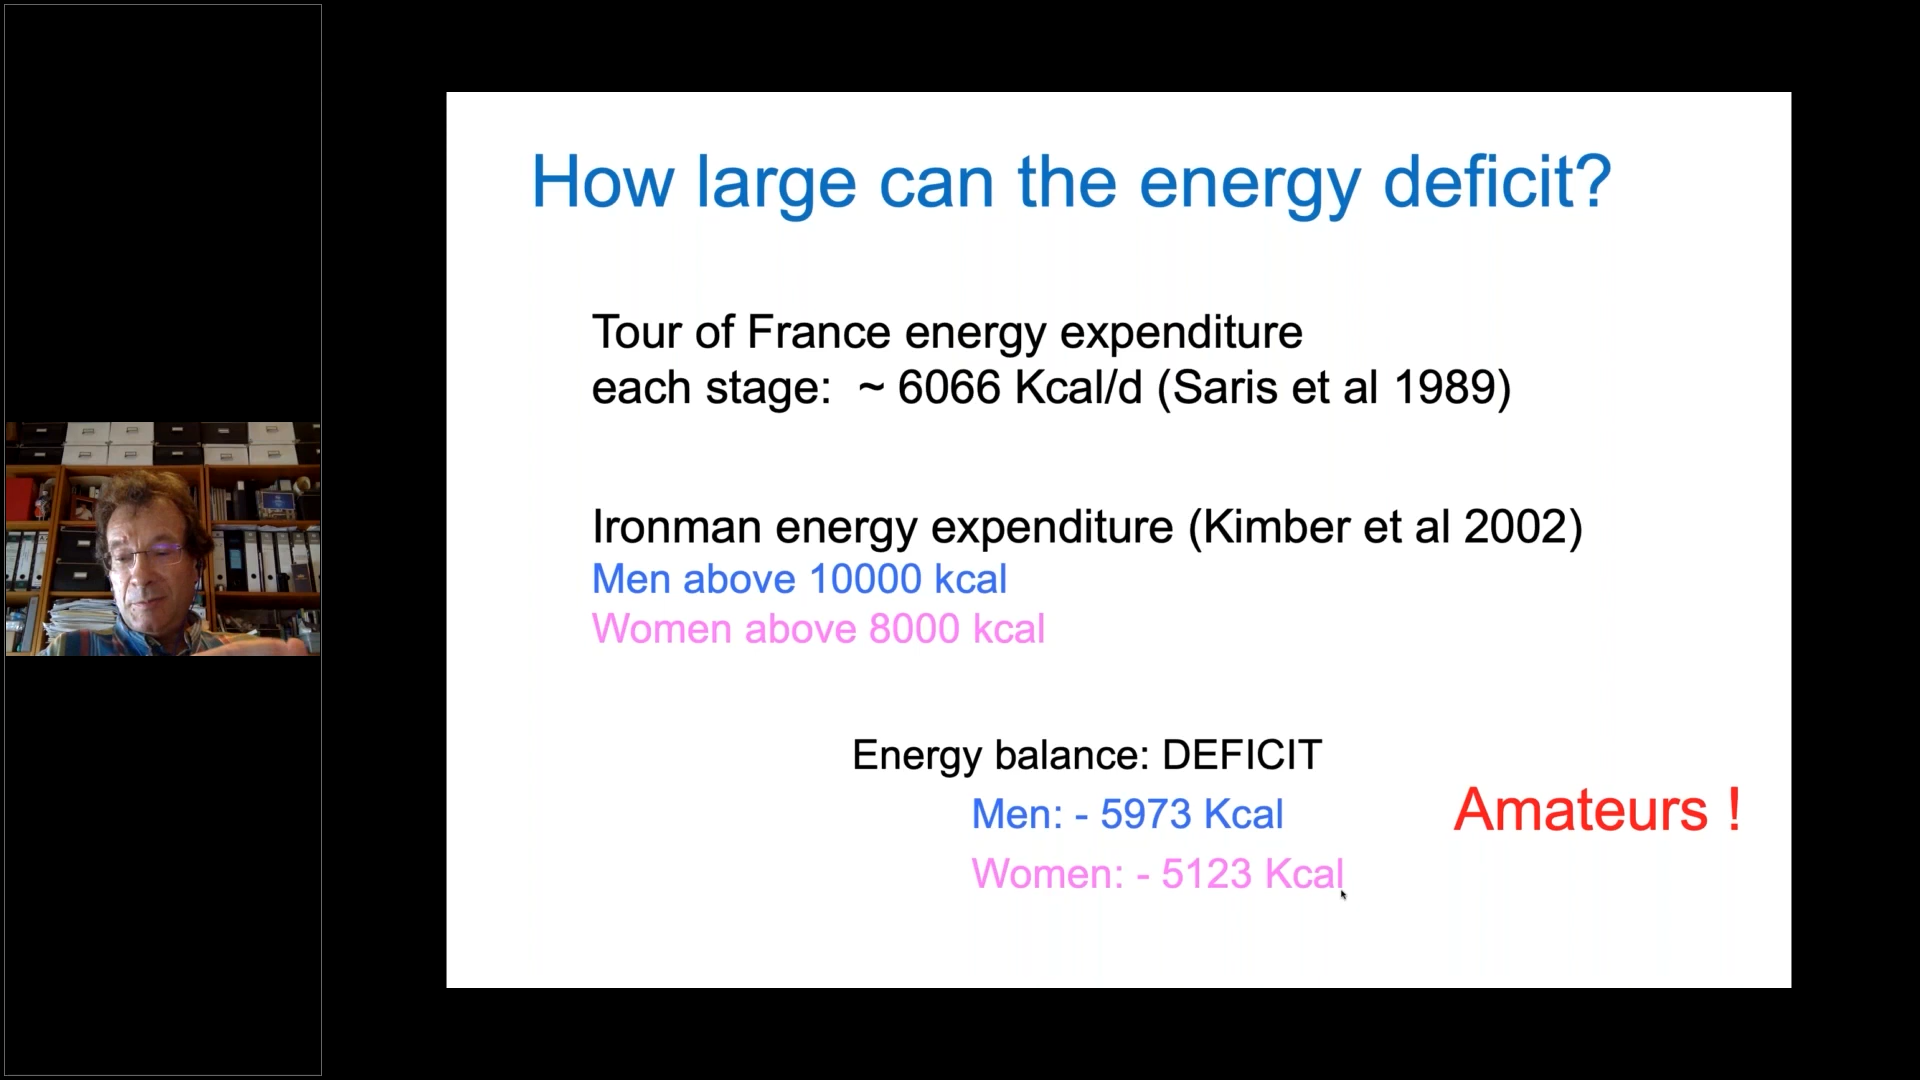 How large can the energy deficit?
Tour of France energy expenditure
each stage:  ~ 6066 Kcal/d (Saris et al 1989)
Ironman energy expenditure (Kimber et al 2002)
Men above 10000 kcal
Women above 8000 kcal
Energy balance: DEFICIT
Men: - 5973 Kcal
Amateurs !
Women: - 5123 Kcal